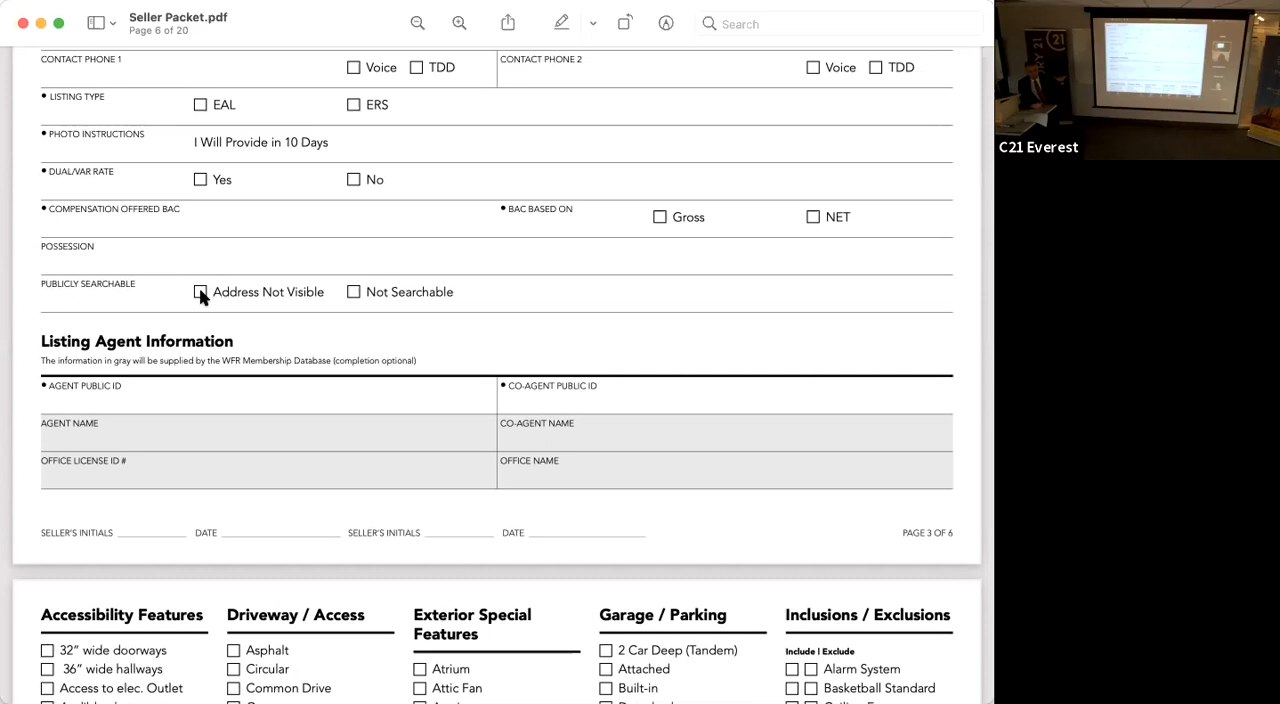 Seller Packet.pdf
Page 6 of 20
Search
CONTACT PHONE 1 Voice TDD CONTACT PHONE 2 Voice TDD
• LISTING TYPE EAL ERS
• PHOTO INSTRUCTIONS I Will Provide in 10 Days
• DUAL/VAR RATE Yes No
• COMPENSATION OFFERED BAC • BAC BASED ON Gross NET
POSSESSION
PUBLICLY SEARCHABLE Address Not Visible Not Searchable
Listing Agent Information
The information in gray will be supplied by the WFR Membership Database (completion optional)
• AGENT PUBLIC ID • CO-AGENT PUBLIC ID
AGENT NAME CO-AGENT NAME
OFFICE LICENSE ID # OFFICE NAME
SELLER'S INITIALS DATE SELLER'S INITIALS DATE PAGE 3 OF 6
Accessibility Features
32" wide doorways
36" wide hallways
Access to elec. Outlet
Driveway / Access
Asphalt
Circular
Common Drive
Exterior Special
Features
Atrium
Attic Fan
Garage / Parking
2 Car Deep (Tandem)
Attached
Built-in
Inclusions / Exclusions
Include | Exclude
Alarm System
Basketball Standard
21
C21 Everest